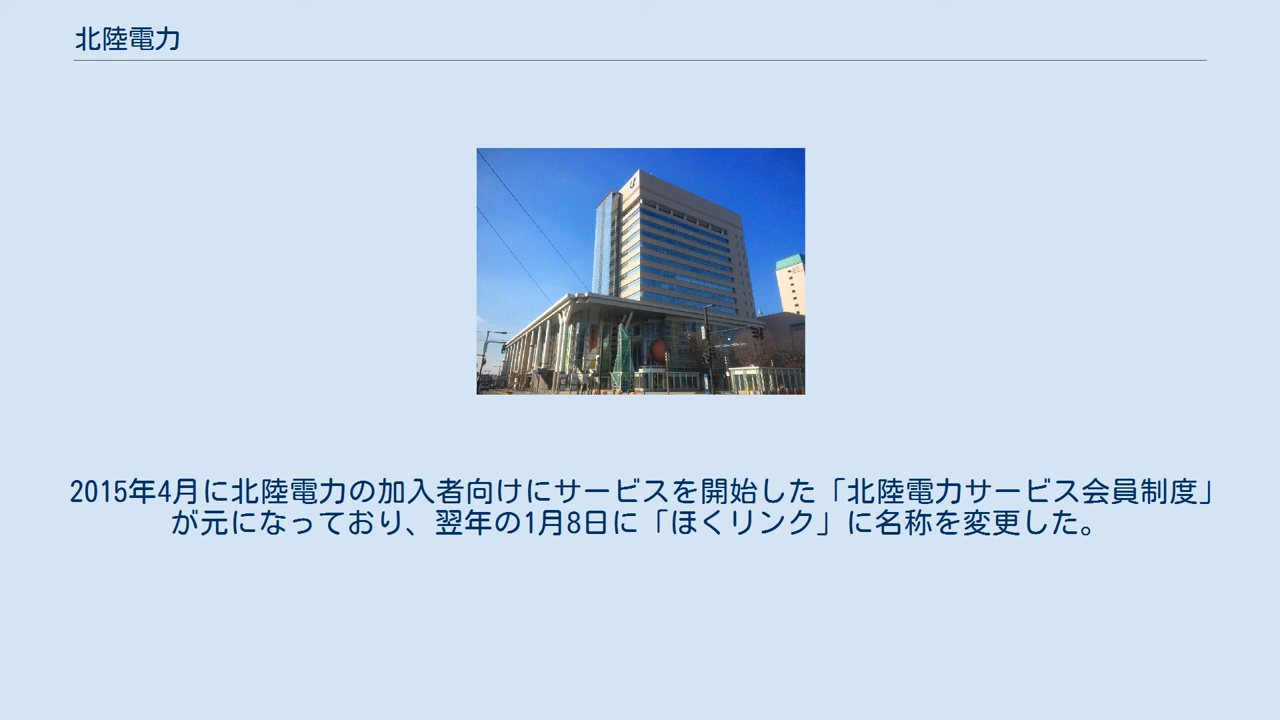 北陸電力
2015年4月に北陸電力の加入者向けにサービスを開始した「北陸電力サービス会員制度」
が元になっており、翌年の1月8日に「ほくリンク」に名称を変更した。